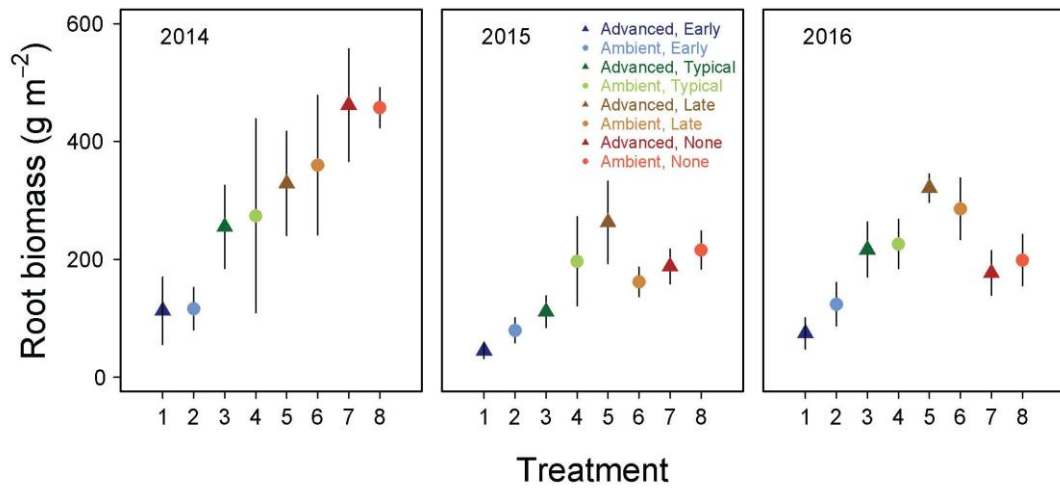 Root biomass (g m⁻²)
600
400
200
0
2014
1 2 3 4 5 6 7 8
2015
Advanced, Early
Ambient, Early
Advanced, Typical
Ambient, Typical
Advanced, Late
Ambient, Late
Advanced, None
Ambient, None
1 2 3 4 5 6 7 8
2016
1 2 3 4 5 6 7 8
Treatment